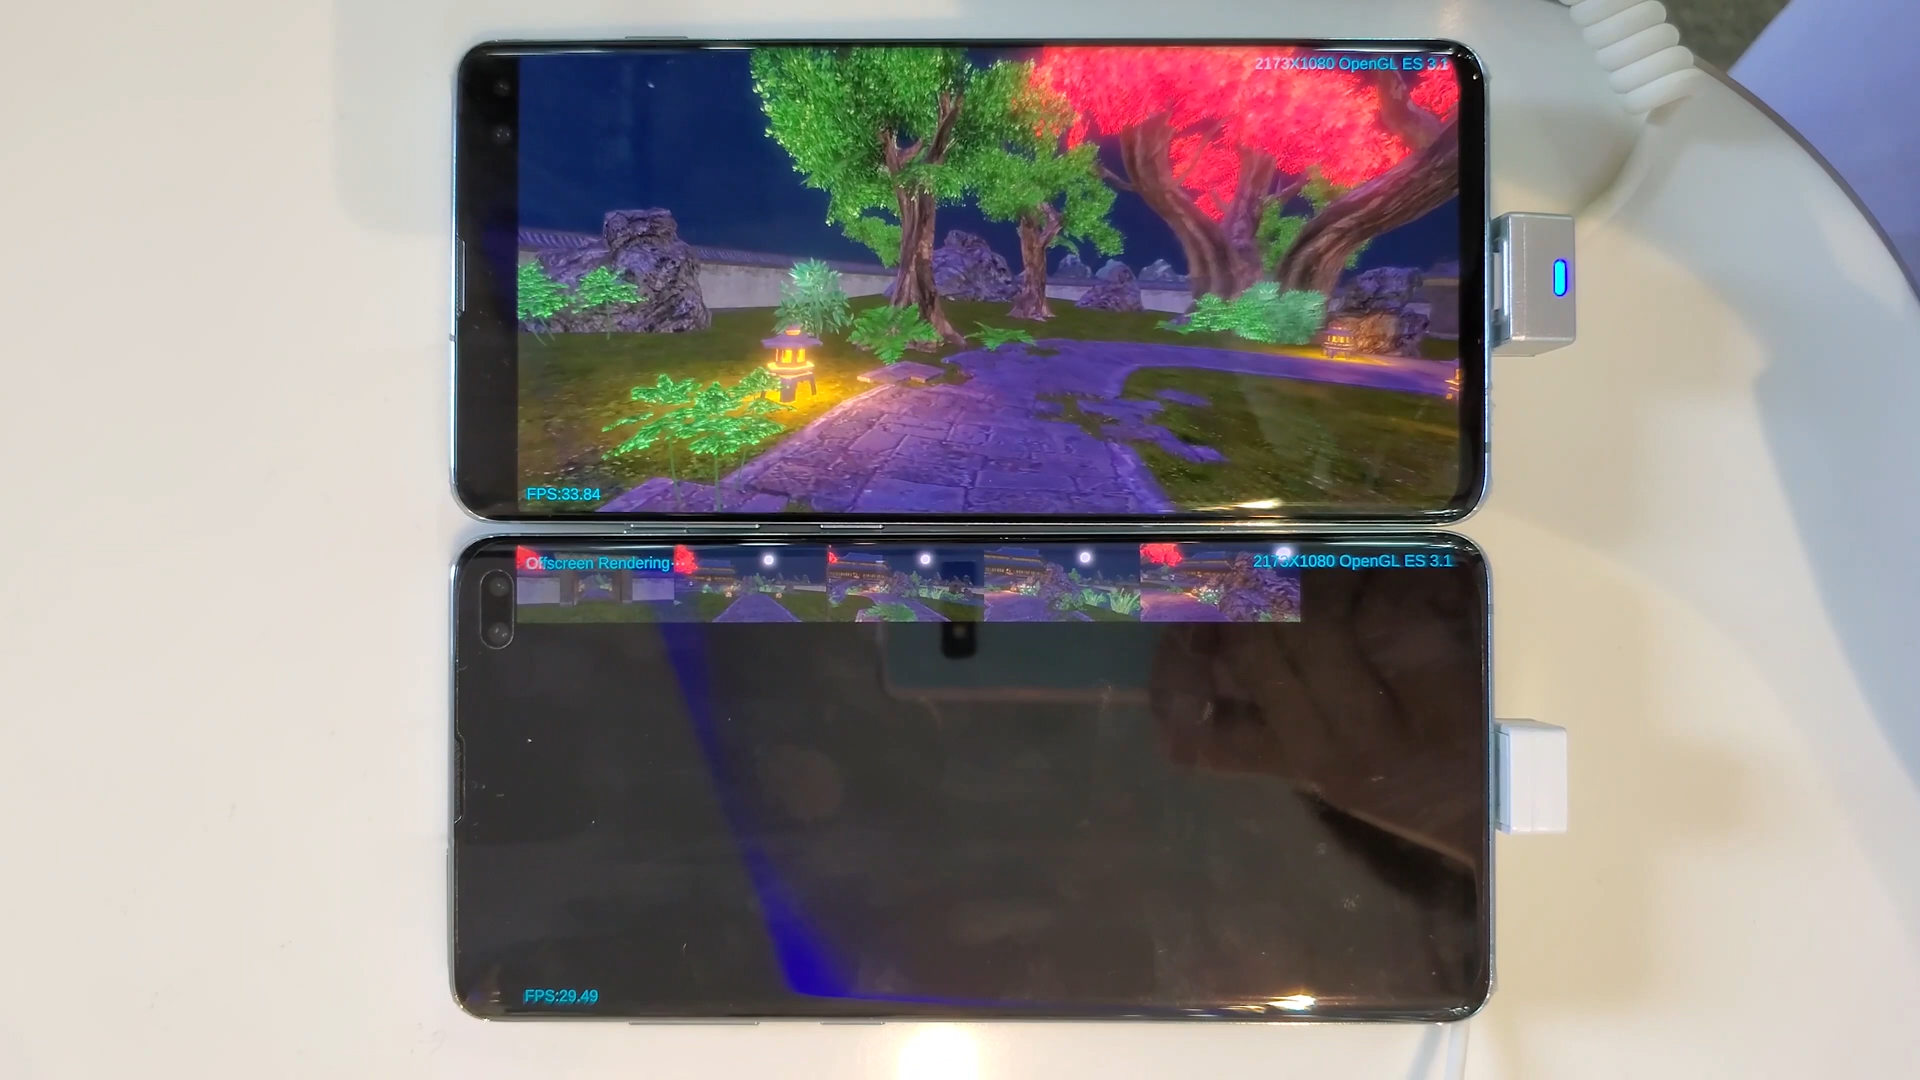 2173X1080 OpenGL ES 3.1
FPS:33.84
Offscreen Rendering···
2173X1080 OpenGL ES 3.1
FPS:29.49